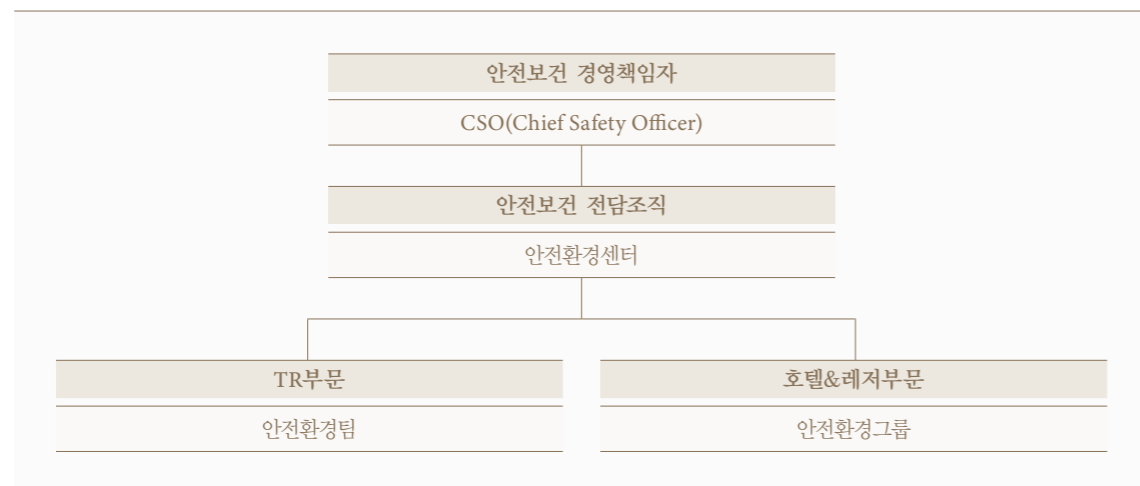 안전보건 경영책임자
CSO(Chief Safety Officer)
안전보건 전담조직
안전환경센터
TR부문
안전환경팀
호텔&레저부문
안전환경그룹